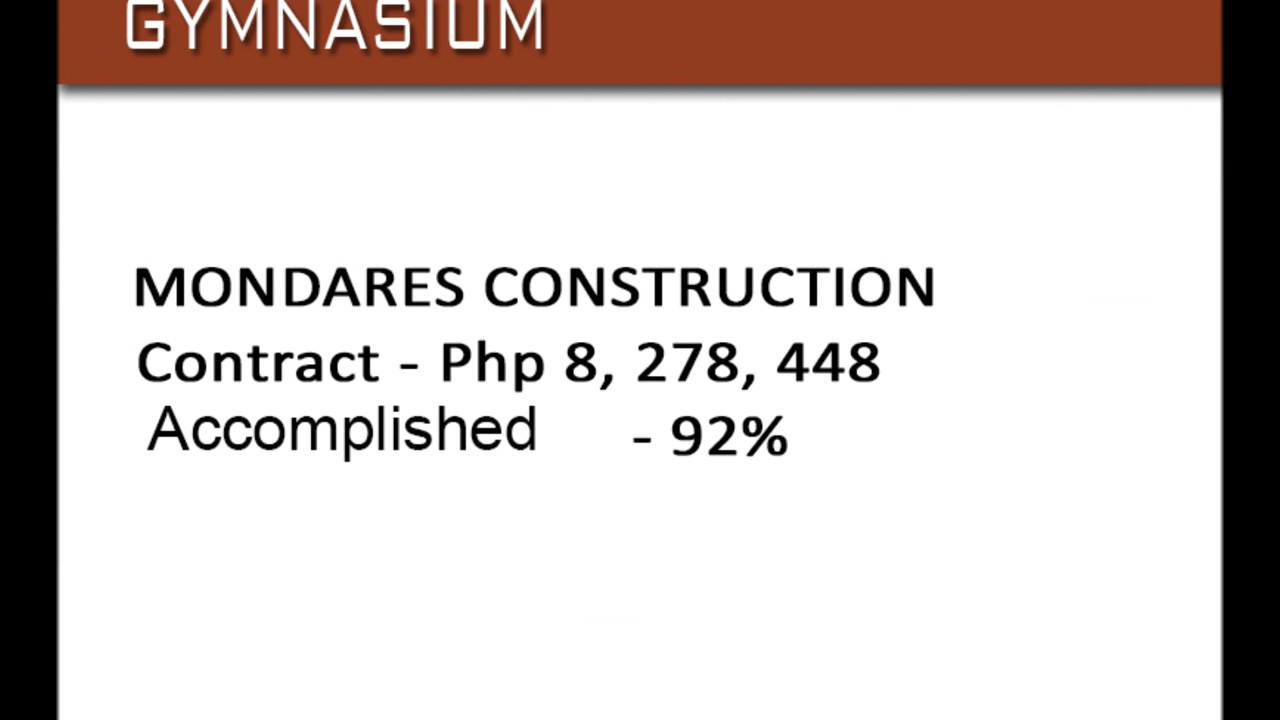 GYMNASIUM
MONDARES CONSTRUCTION
Contract - Php 8, 278, 448
Accomplished - 92%